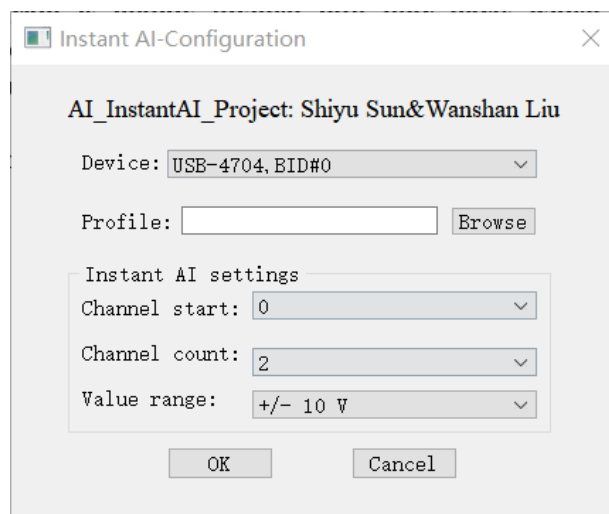 Instant AI-Configuration
AI_InstantAI_Project: Shiyu Sun&Wanshan Liu
Device: USB-4704, BID#0
Profile: Browse
Instant AI settings
Channel start: 0
Channel count: 2
Value range: +/- 10 V
OK Cancel